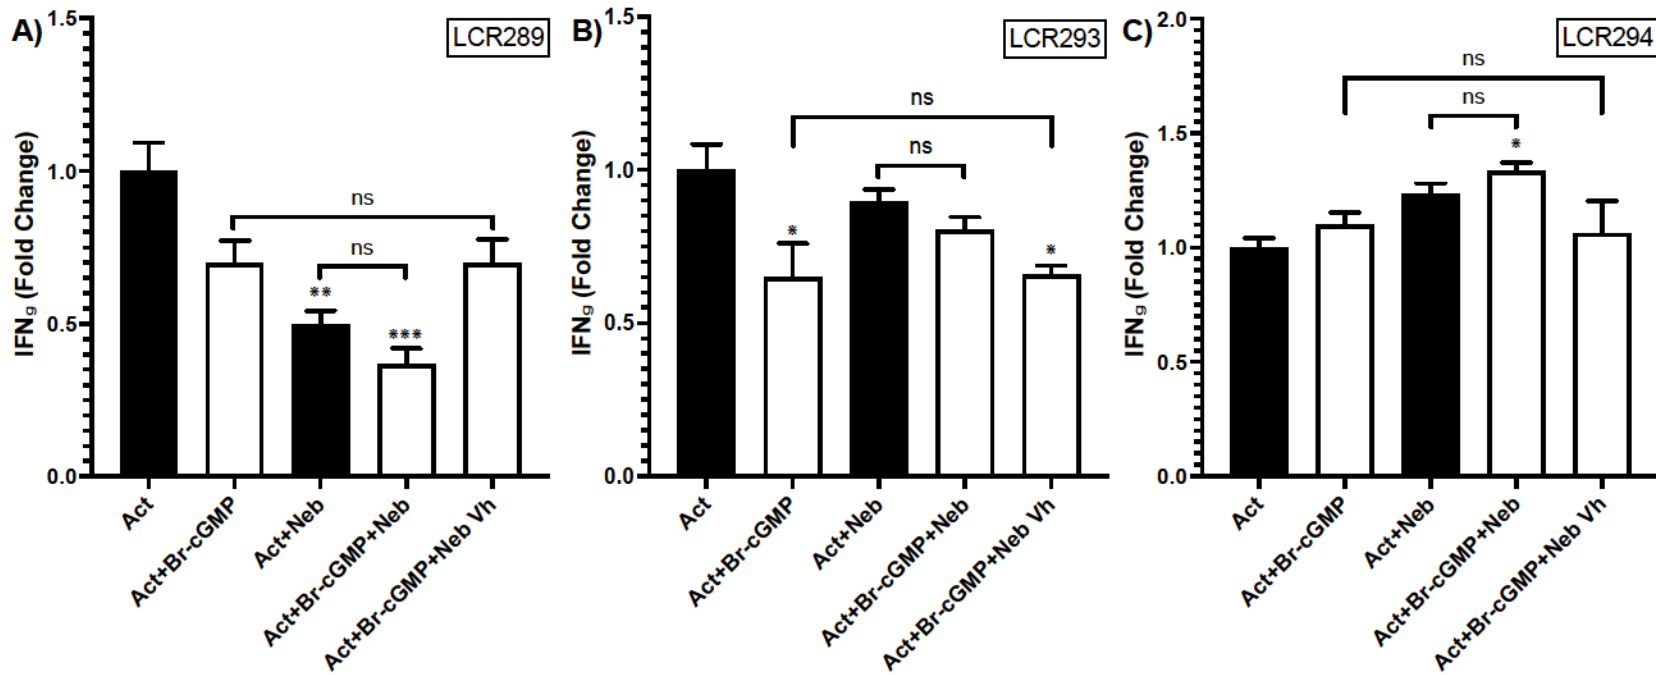 A)
LCR289
IFNg (Fold Change)
1.5
1.0
0.5
0.0
ns
ns
**
***
Act
Act+Br-cGMP
Act+Neb
Act+Br-cGMP+Neb
Act+Br-cGMP+Neb Vh
B)
LCR293
IFNg (Fold Change)
1.5
1.0
0.5
0.0
ns
ns
*
*
Act
Act+Br-cGMP
Act+Neb
Act+Br-cGMP+Neb
Act+Br-cGMP+Neb Vh
C)
LCR294
IFNg (Fold Change)
2.0
1.5
1.0
0.5
0.0
ns
ns
*
Act
Act+Br-cGMP
Act+Neb
Act+Br-cGMP+Neb
Act+Br-cGMP+Neb Vh